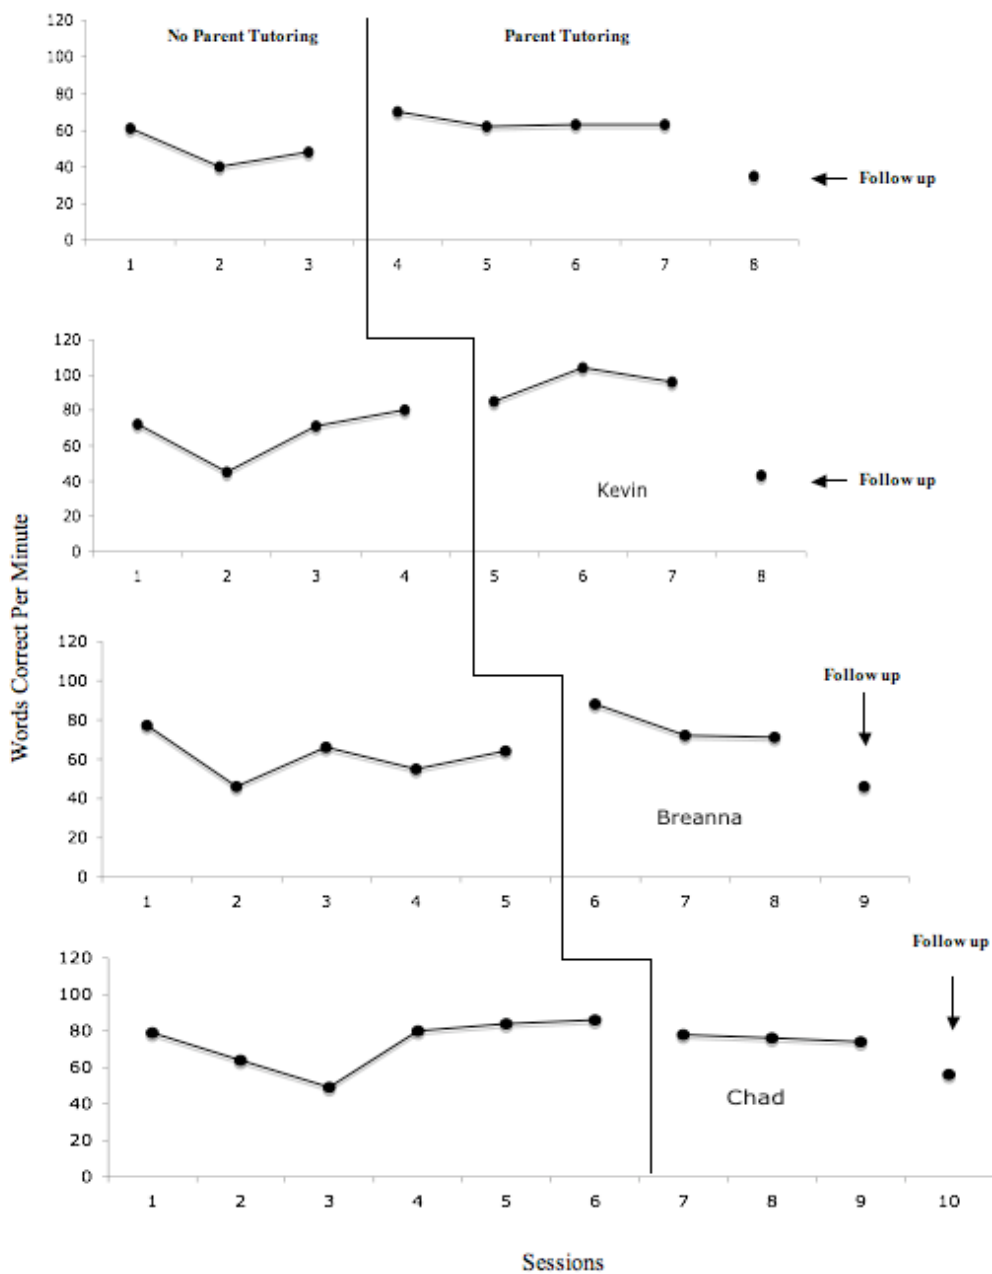 No Parent Tutoring Parent Tutoring
120
100
80
60
40
20
0
Follow up
1 2 3 4 5 6 7 8
120
100
80
60
40
20
0
Kevin
Follow up
1 2 3 4 5 6 7 8
Words Correct Per Minute
120
100
80
60
40
20
0
Follow up
Breanna
1 2 3 4 5 6 7 8 9
Follow up
120
100
80
60
40
20
0
Chad
1 2 3 4 5 6 7 8 9 10
Sessions